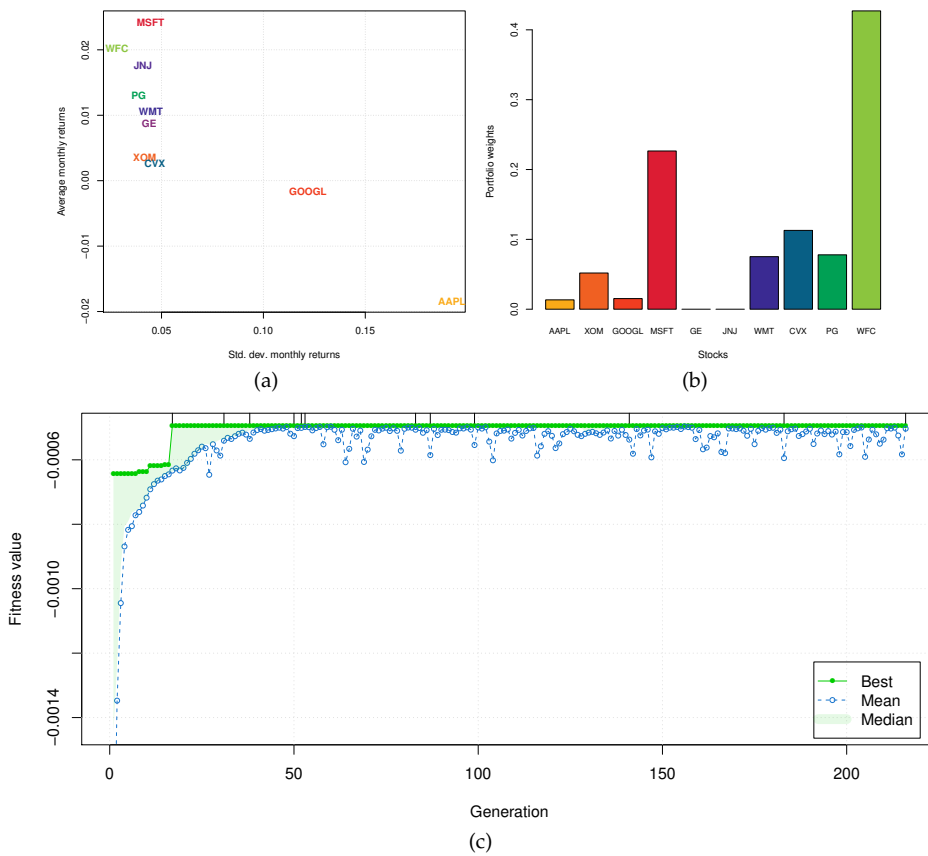 MSFT
WFC
JNJ
PG
WMT
GE
XOM
CVX
GOOGL
AAPL
0.02
0.01
0.00
−0.01
−0.02
Average monthly returns
0.05 0.10 0.15
Std. dev. monthly returns
(a)
0.4
0.3
0.2
0.1
0.0
Portfolio weights
AAPL XOM GOOGL MSFT GE JNJ WMT CVX PG WFC
Stocks
(b)
−0.0006
−0.0010
−0.0014
Fitness value
Best
Mean
Median
0 50 100 150 200
Generation
(c)